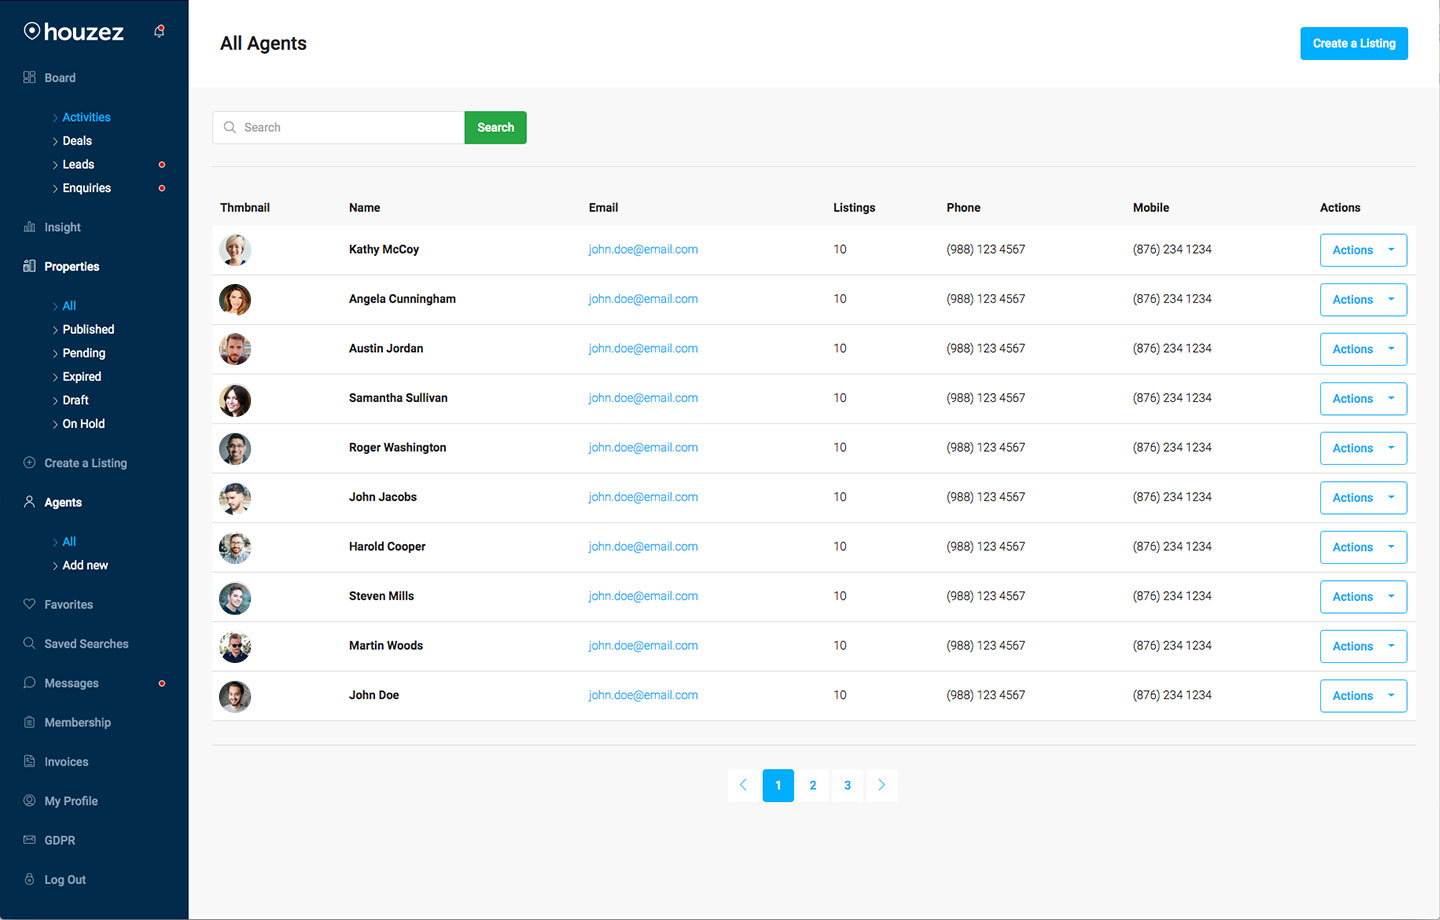 houzez
Board
Activities
Deals
Leads
Enquiries
Insight
Properties
All
Published
Pending
Expired
Draft
On Hold
Create a Listing
Agents
All
Add new
Favorites
Saved Searches
Messages
Membership
Invoices
My Profile
GDPR
Log Out
All Agents
Create a Listing
Search
Search
Thmbnail Name Email Listings Phone Mobile Actions
Kathy McCoy john.doe@email.com 10 (988) 123 4567 (876) 234 1234 Actions
Angela Cunningham john.doe@email.com 10 (988) 123 4567 (876) 234 1234 Actions
Austin Jordan john.doe@email.com 10 (988) 123 4567 (876) 234 1234 Actions
Samantha Sullivan john.doe@email.com 10 (988) 123 4567 (876) 234 1234 Actions
Roger Washington john.doe@email.com 10 (988) 123 4567 (876) 234 1234 Actions
John Jacobs john.doe@email.com 10 (988) 123 4567 (876) 234 1234 Actions
Harold Cooper john.doe@email.com 10 (988) 123 4567 (876) 234 1234 Actions
Steven Mills john.doe@email.com 10 (988) 123 4567 (876) 234 1234 Actions
Martin Woods john.doe@email.com 10 (988) 123 4567 (876) 234 1234 Actions
John Doe john.doe@email.com 10 (988) 123 4567 (876) 234 1234 Actions
1 2 3